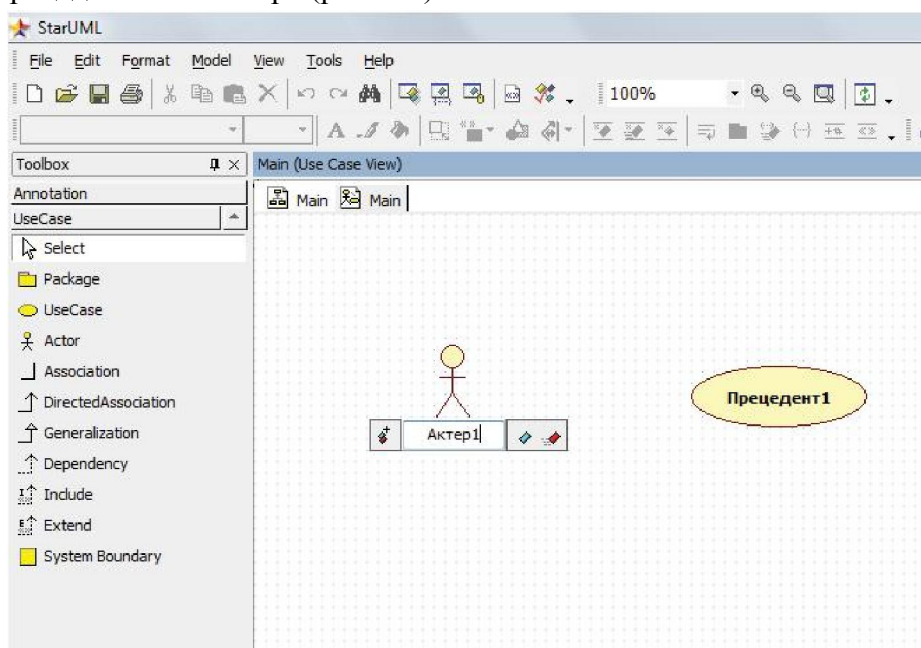 StarUML
File Edit Format Model View Tools Help
100%
Toolbox
Main (Use Case View)
Annotation
Main Main
UseCase
Select
Package
UseCase
Actor
Association
DirectedAssociation
Generalization
Dependency
Include
Extend
System Boundary
Актер1
Прецедент1